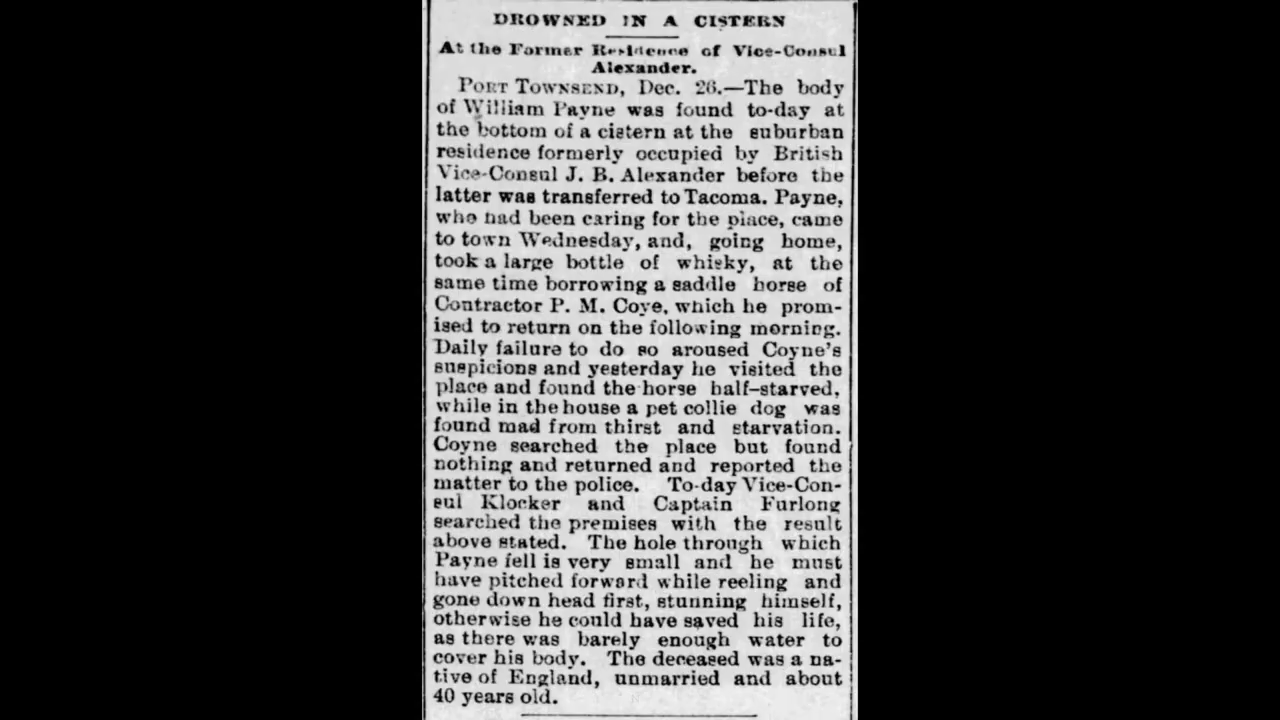 DROWNED IN A CISTERN
At the Former Residence of Vice-Consul
Alexander.
PORT TOWNSEND, Dec. 26.—The body
of William Payne was found to-day at
the bottom of a cistern at the suburban
residence formerly occupied by British
Vice-Consul J. B. Alexander before the
latter was transferred to Tacoma. Payne,
who had been caring for the place, came
to town Wednesday, and, going home,
took a large bottle of whisky, at the
same time borrowing a saddle horse of
Contractor P. M. Coye, which he prom-
ised to return on the following morning.
Daily failure to do so aroused Coyne's
suspicions and yesterday he visited the
place and found the horse half-starved,
while in the house a pet collie dog was
found mad from thirst and starvation.
Coyne searched the place but found
nothing and returned and reported the
matter to the police. To-day Vice-Con-
sul Klocker and Captain Furlong
searched the premises with the result
above stated. The hole through which
Payne fell is very small and he must
have pitched forward while reeling and
gone down head first, stunning himself,
otherwise he could have saved his life,
as there was barely enough water to
cover his body. The deceased was a na-
tive of England, unmarried and about
40 years old.